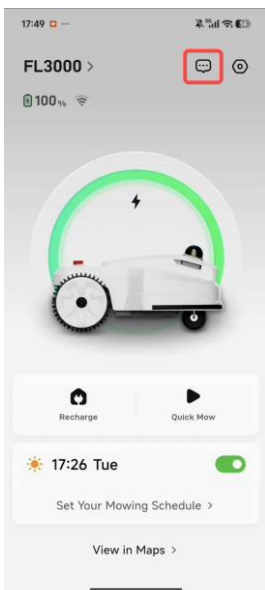 17:49
FL3000 >
100%
Recharge Quick Mow
17:26 Tue
Set Your Mowing Schedule >
View in Maps >